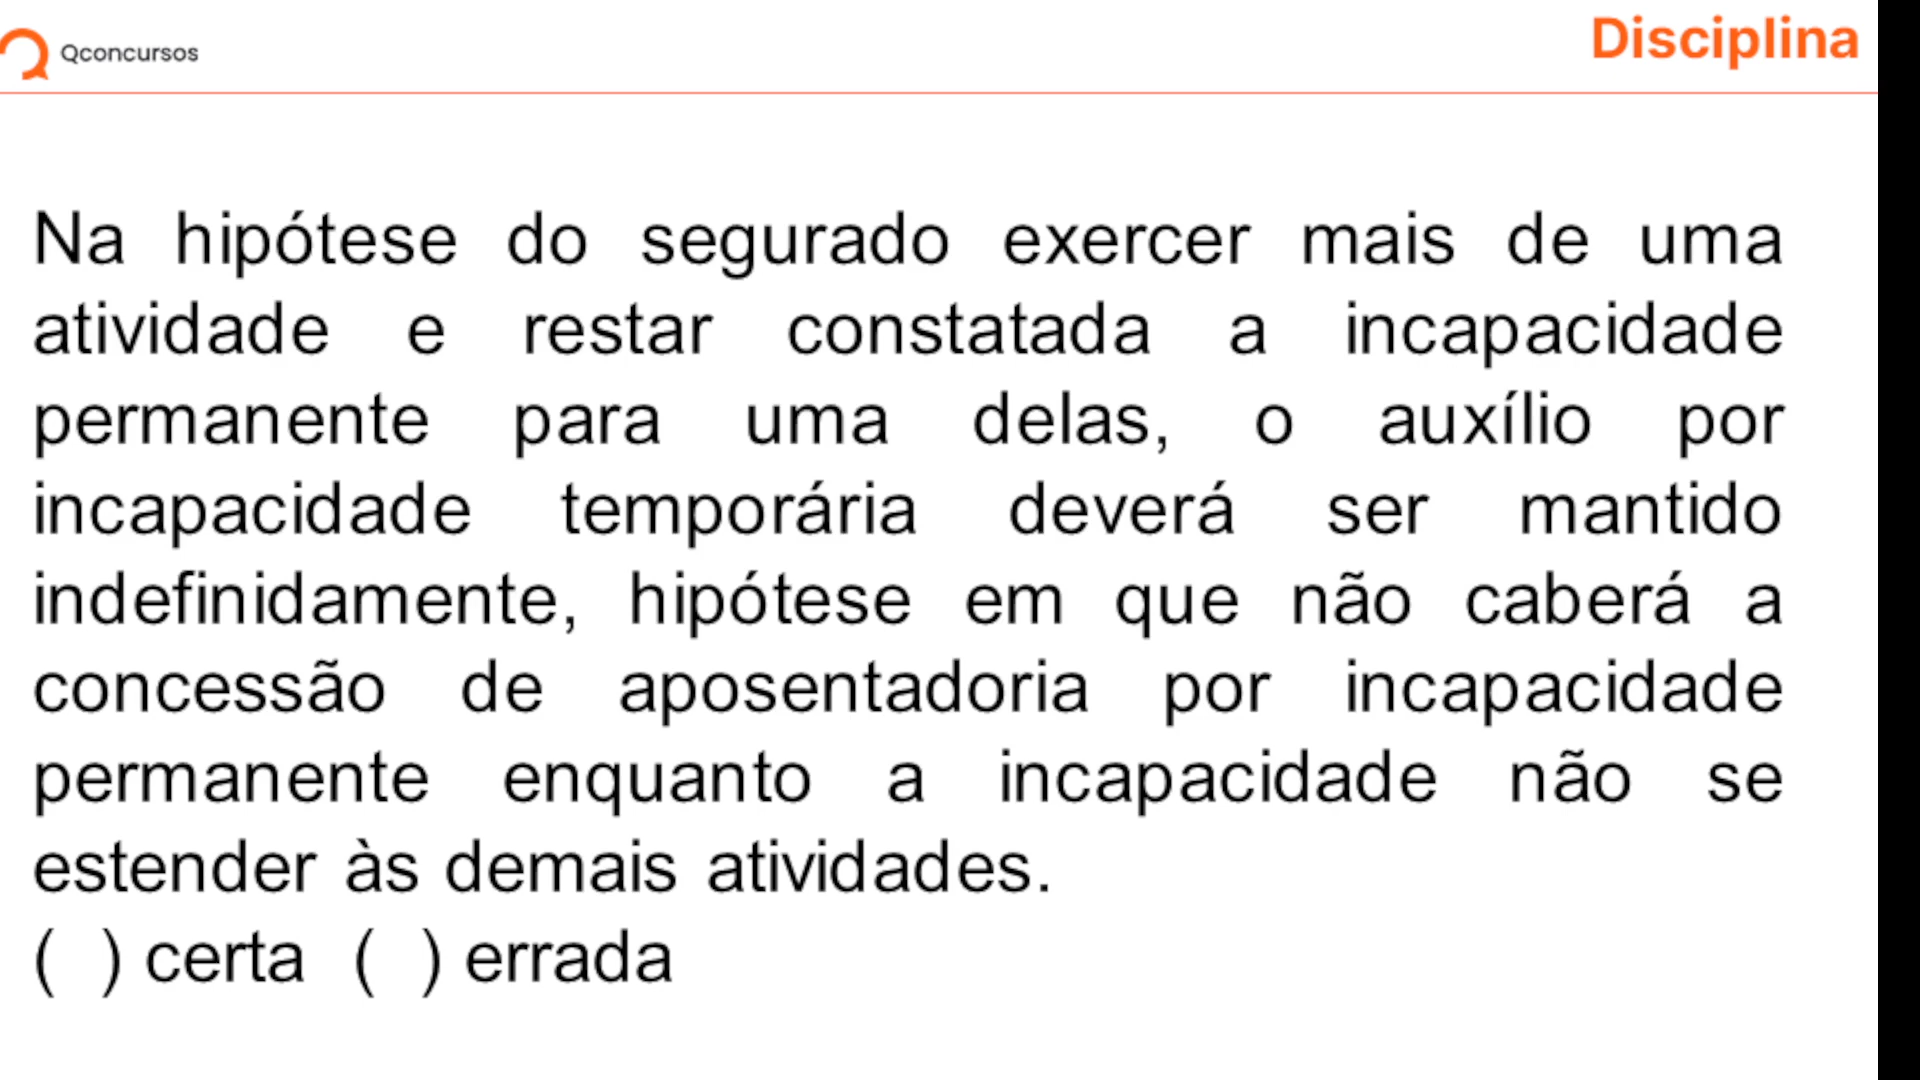 Qconcursos
Disciplina
Na hipótese do segurado exercer mais de uma
atividade e restar constatada a incapacidade
permanente para uma delas, o auxílio por
incapacidade temporária deverá ser mantido
indefinidamente, hipótese em que não caberá a
concessão de aposentadoria por incapacidade
permanente enquanto a incapacidade não se
estender às demais atividades.
( ) certa ( ) errada